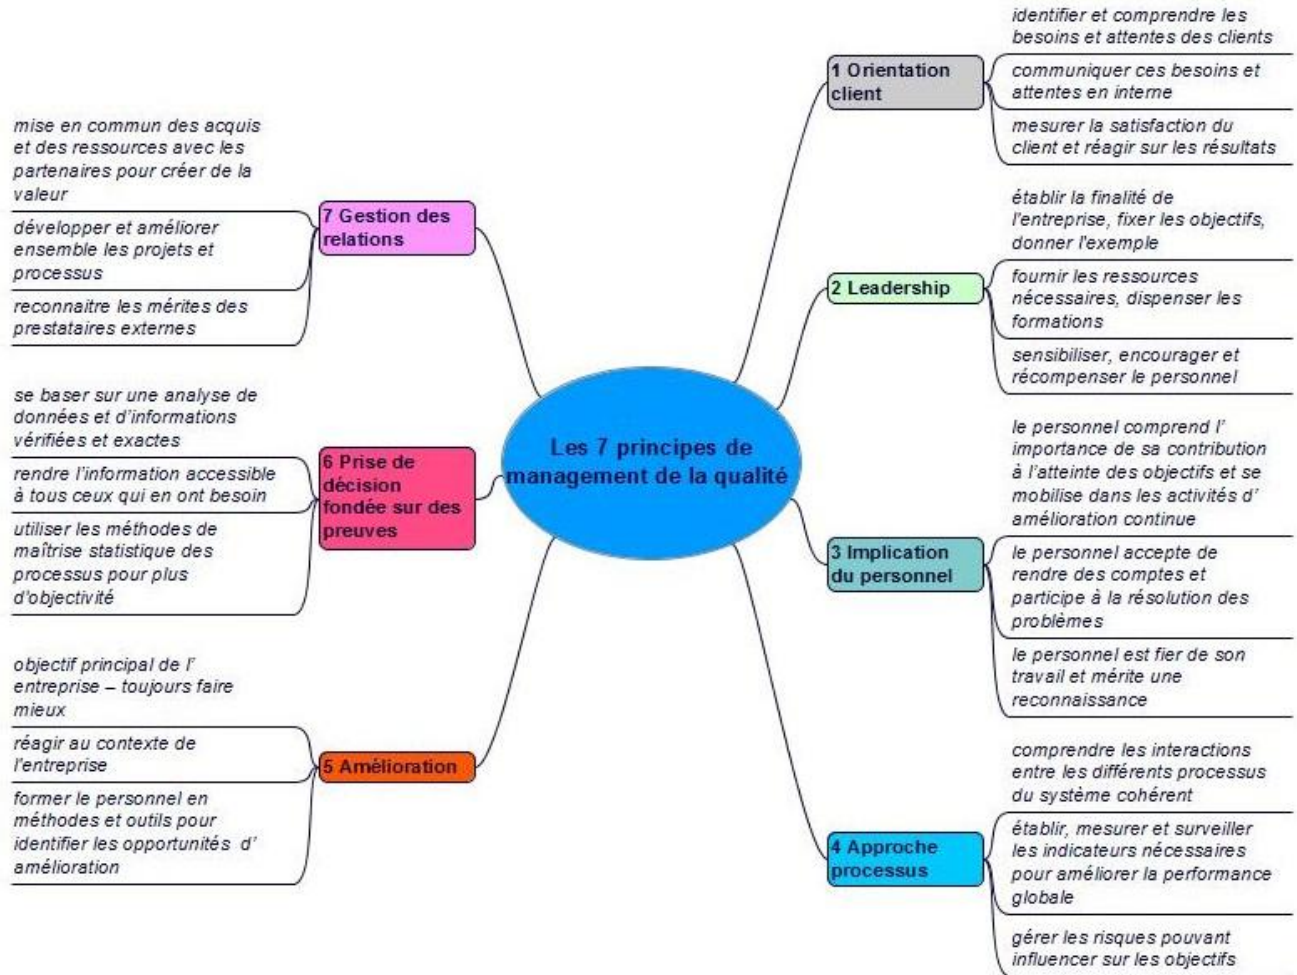 Les 7 principes de
management de la qualité
1 Orientation
client
identifier et comprendre les
besoins et attentes des clients
communiquer ces besoins et
attentes en interne
mesurer la satisfaction du
client et réagir sur les résultats
2 Leadership
établir la finalité de
l'entreprise, fixer les objectifs,
donner l'exemple
fournir les ressources
nécessaires, dispenser les
formations
sensibiliser, encourager et
récompenser le personnel
3 Implication
du personnel
le personnel comprend l’
importance de sa contribution
à l’atteinte des objectifs et se
mobilise dans les activités d’
amélioration continue
le personnel accepte de
rendre des comptes et
participe à la résolution des
problèmes
le personnel est fier de son
travail et mérite une
reconnaissance
4 Approche
processus
comprendre les interactions
entre les différents processus
du système cohérent
établir, mesurer et surveiller
les indicateurs nécessaires
pour améliorer la performance
globale
gérer les risques pouvant
influencer sur les objectifs
5 Amélioration
objectif principal de l’
entreprise – toujours faire
mieux
réagir au contexte de
l'entreprise
former le personnel en
méthodes et outils pour
identifier les opportunités d’
amélioration
6 Prise de
décision
fondée sur des
preuves
se baser sur une analyse de
données et d’informations
vérifiées et exactes
rendre l’information accessible
à tous ceux qui en ont besoin
utiliser les méthodes de
maîtrise statistique des
processus pour plus
d’objectivité
7 Gestion des
relations
mise en commun des acquis
et des ressources avec les
partenaires pour créer de la
valeur
développer et améliorer
ensemble les projets et
processus
reconnaitre les mérites des
prestataires externes